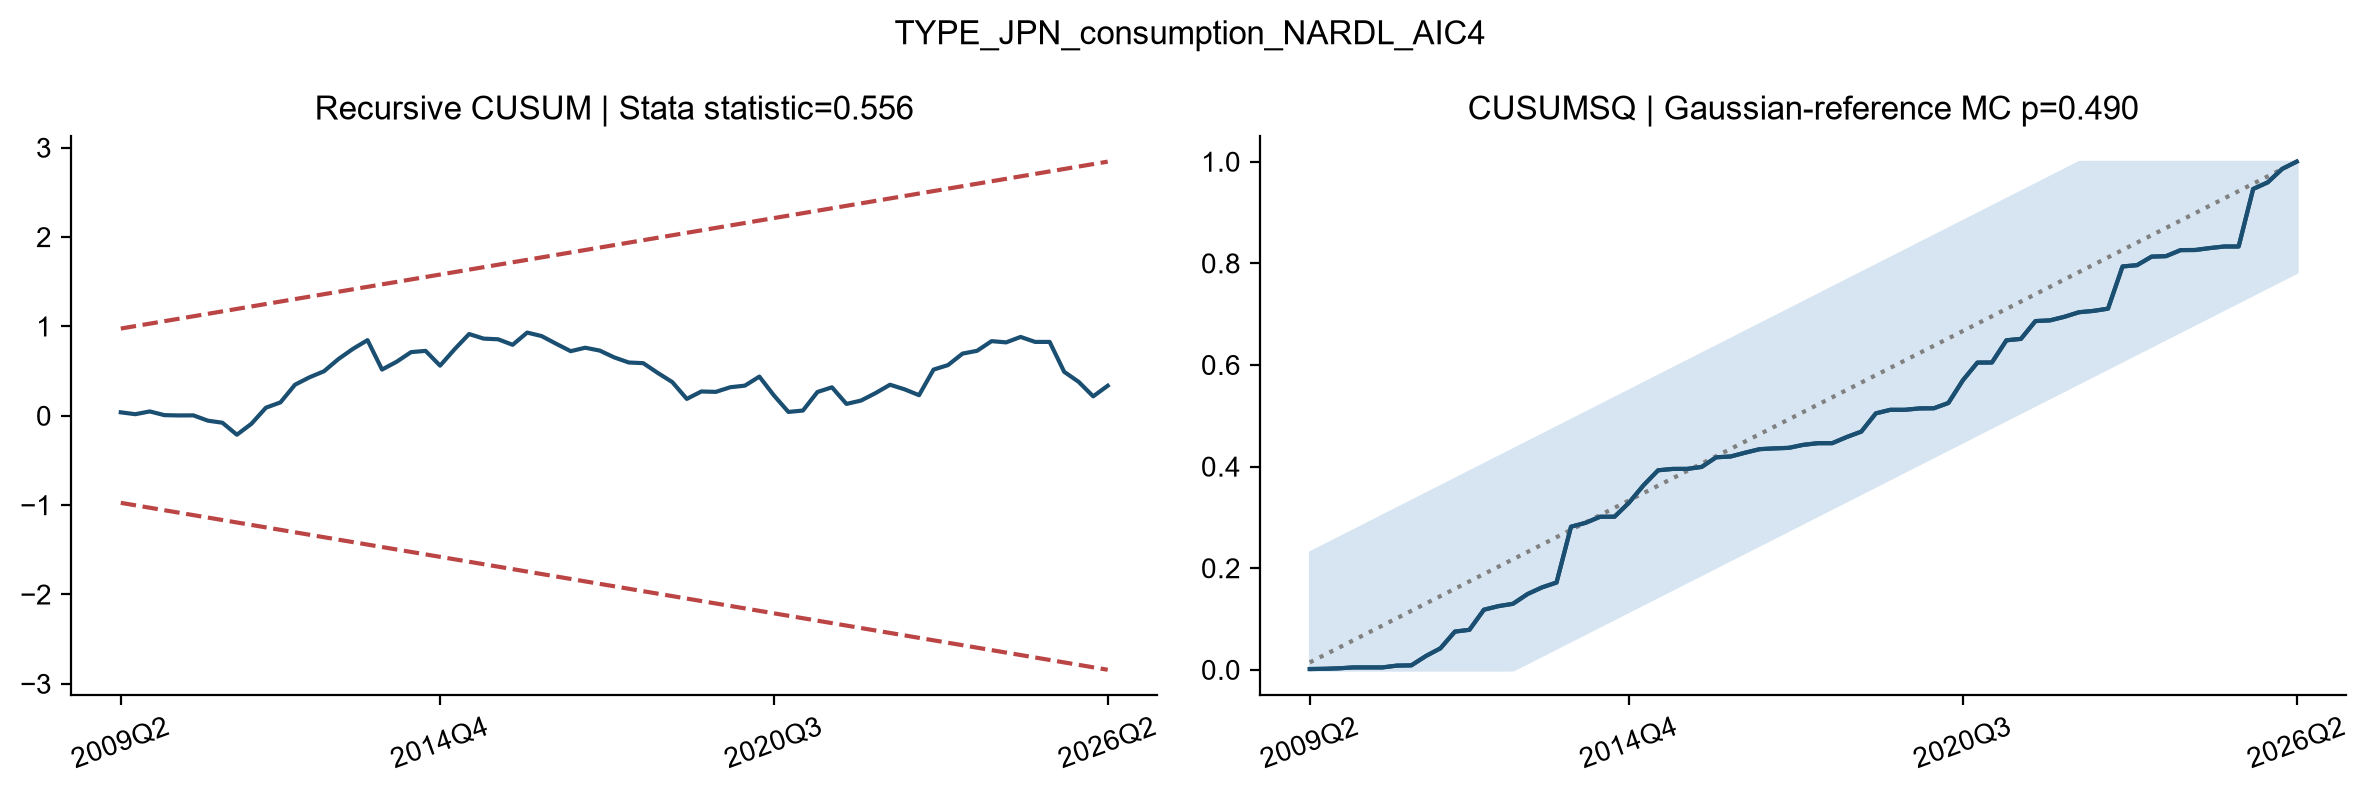 TYPE_JPN_consumption_NARDL_AIC4
Recursive CUSUM | Stata statistic=0.556
3
2
1
0
−1
−2
−3
2009Q2
2014Q4
2020Q3
2026Q2
CUSUMSQ | Gaussian-reference MC p=0.490
1.0
0.8
0.6
0.4
0.2
0.0
2009Q2
2014Q4
2020Q3
2026Q2